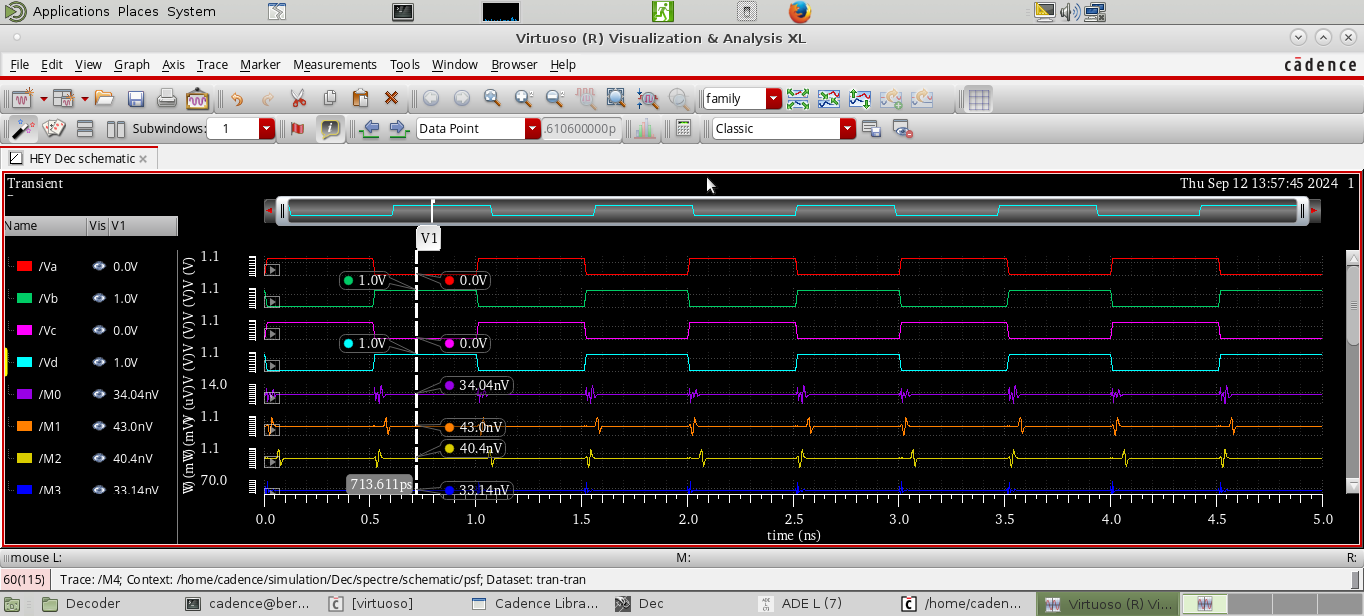 Applications Places System
Virtuoso (R) Visualization & Analysis XL
File Edit View Graph Axis Trace Marker Measurements Tools Window Browser Help
cādence
family
Subwindows: 1
Data Point
.610600000p
Classic
HEY Dec schematic
Transient
Thu Sep 12 13:57:45 2024 1
Name Vis V1
V1
/Va 0.0V
V (V) 1.1
1.0V 0.0V
/Vb 1.0V
V (V) 1.1
/Vc 0.0V
V (V) 1.1
1.0V 0.0V
/Vd 1.0V
V (V) 1.1
/M0 34.04nV
V (uV) 14.0
34.04nV
/M1 43.0nV
V (mV) 1.1
43.0nV
/M2 40.4nV
V (mV) 1.1
40.4nV
/M3 33.14nV
70.0
713.611ps
33.14nV
0.0 0.5 1.0 1.5 2.0 2.5 3.0 3.5 4.0 4.5 5.0
time (ns)
mouse L: M: R:
60(115) Trace: /M4; Context: /home/cadence/simulation/Dec/spectre/schematic/psf; Dataset: tran-tran
Decoder cadence@ber... [virtuoso] Cadence Libra... Dec ADE L (7) /home/caden... Virtuoso (R) Vi...